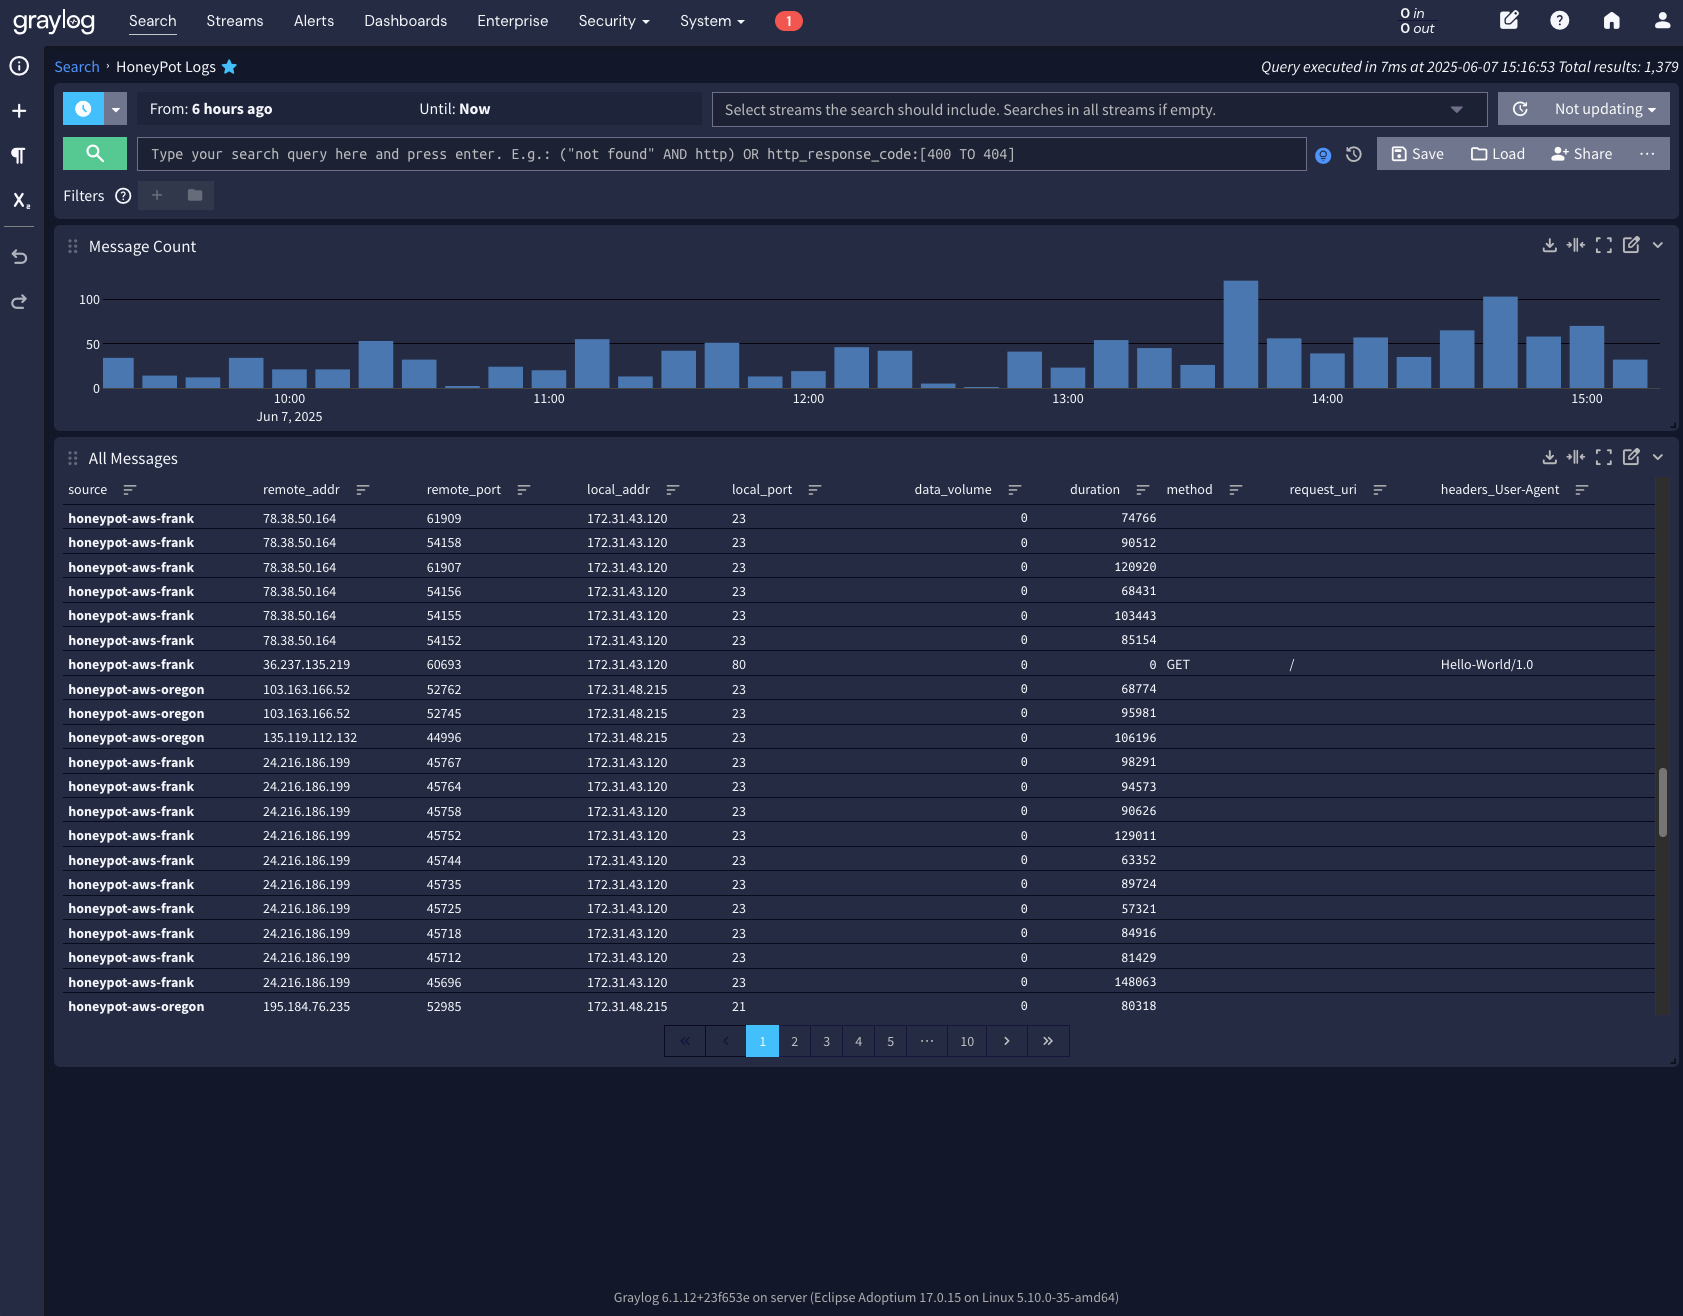 graylog Search Streams Alerts Dashboards Enterprise Security System 1 0 in
0 out
Search › HoneyPot Logs Query executed in 7ms at 2025-06-07 15:16:53 Total results: 1,379
From: 6 hours ago Until: Now Select streams the search should include. Searches in all streams if empty. Not updating
Type your search query here and press enter. E.g.: ("not found" AND http) OR http_response_code:[400 TO 404] Save Load Share ···
Filters
Message Count
100
50
0
10:00 11:00 12:00 13:00 14:00 15:00
Jun 7, 2025
All Messages
source remote_addr remote_port local_addr local_port data_volume duration method request_uri headers_User-Agent
honeypot-aws-frank 78.38.50.164 61909 172.31.43.120 23 0 74766
honeypot-aws-frank 78.38.50.164 54158 172.31.43.120 23 0 90512
honeypot-aws-frank 78.38.50.164 61907 172.31.43.120 23 0 120920
honeypot-aws-frank 78.38.50.164 54156 172.31.43.120 23 0 68431
honeypot-aws-frank 78.38.50.164 54155 172.31.43.120 23 0 103443
honeypot-aws-frank 78.38.50.164 54152 172.31.43.120 23 0 85154
honeypot-aws-frank 36.237.135.219 60693 172.31.43.120 80 0 0 GET / Hello-World/1.0
honeypot-aws-oregon 103.163.166.52 52762 172.31.48.215 23 0 68774
honeypot-aws-oregon 103.163.166.52 52745 172.31.48.215 23 0 95981
honeypot-aws-oregon 135.119.112.132 44996 172.31.48.215 23 0 106196
honeypot-aws-frank 24.216.186.199 45767 172.31.43.120 23 0 98291
honeypot-aws-frank 24.216.186.199 45764 172.31.43.120 23 0 94573
honeypot-aws-frank 24.216.186.199 45758 172.31.43.120 23 0 90626
honeypot-aws-frank 24.216.186.199 45752 172.31.43.120 23 0 129011
honeypot-aws-frank 24.216.186.199 45744 172.31.43.120 23 0 63352
honeypot-aws-frank 24.216.186.199 45735 172.31.43.120 23 0 89724
honeypot-aws-frank 24.216.186.199 45725 172.31.43.120 23 0 57321
honeypot-aws-frank 24.216.186.199 45718 172.31.43.120 23 0 84916
honeypot-aws-frank 24.216.186.199 45712 172.31.43.120 23 0 81429
honeypot-aws-frank 24.216.186.199 45696 172.31.43.120 23 0 148063
honeypot-aws-oregon 195.184.76.235 52985 172.31.48.215 21 0 80318
« ‹ 1 2 3 4 5 ··· 10 › »
Graylog 6.1.12+23f653e on server (Eclipse Adoptium 17.0.15 on Linux 5.10.0-35-amd64)